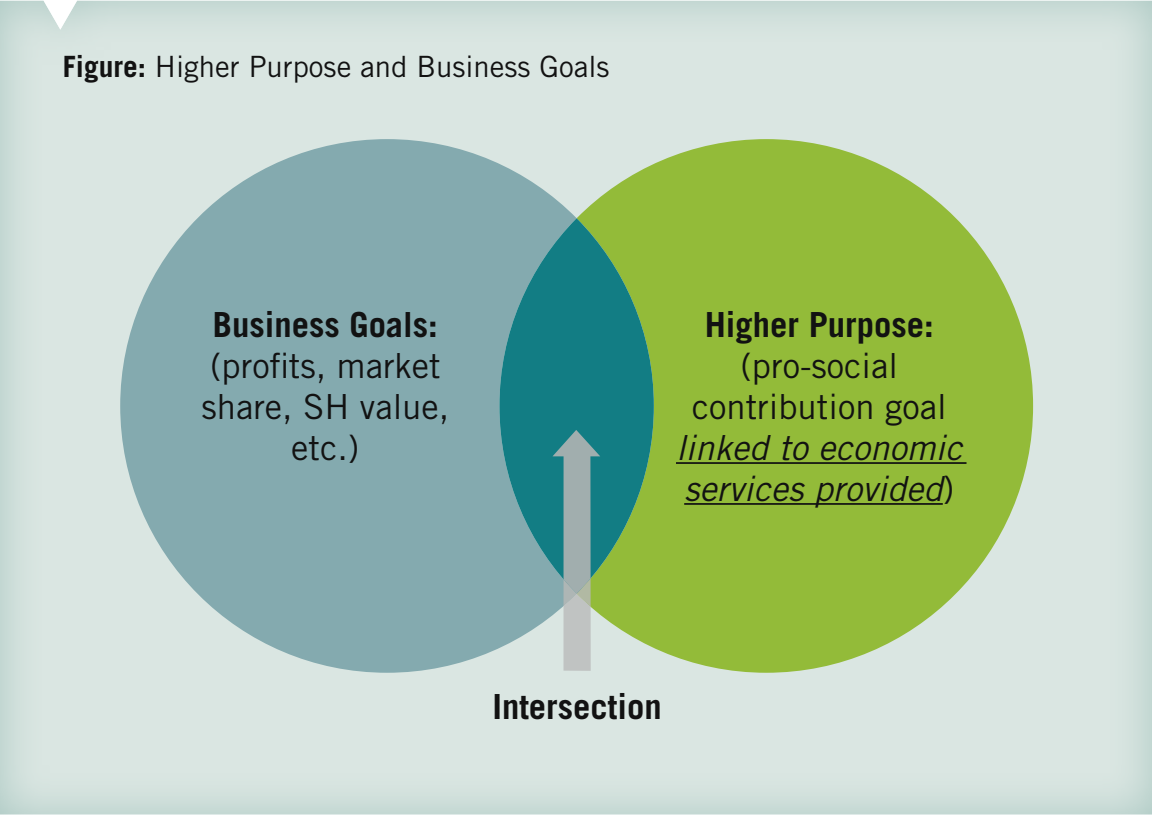 Figure: Higher Purpose and Business Goals
Business Goals:
(profits, market
share, SH value,
etc.)
Higher Purpose:
(pro-social
contribution goal
linked to economic
services provided)
Intersection